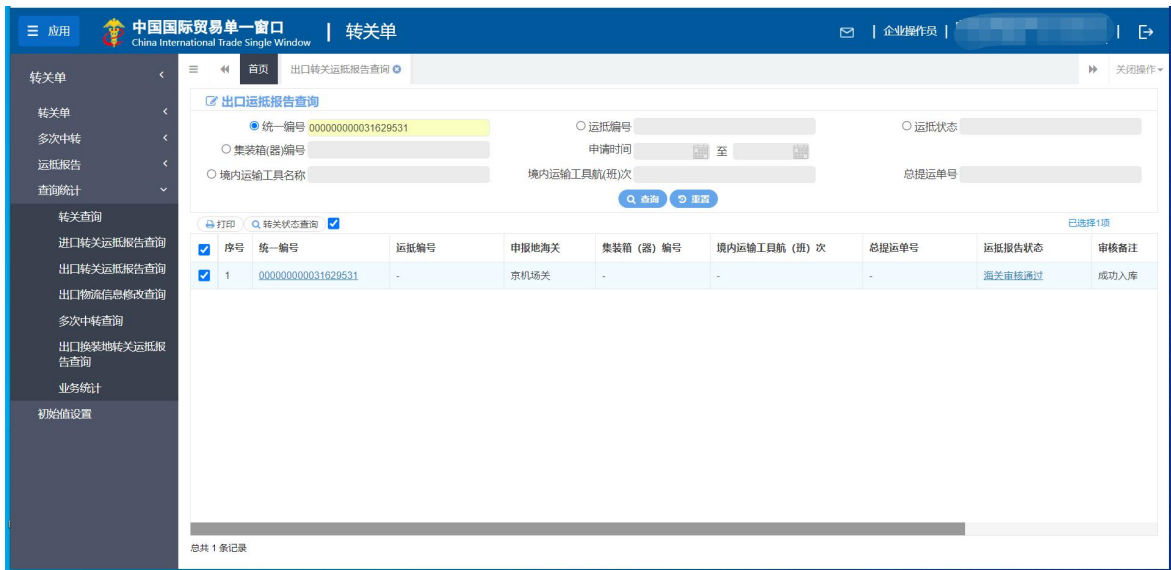 应用
中国国际贸易单一窗口
China International Trade Single Window
转关单
企业操作员
转关单
转关单
多次中转
运抵报告
查询统计
转关查询
进口转关运抵报告查询
出口转关运抵报告查询
出口物流信息修改查询
多次中转查询
出口换装地转关运抵报
告查询
业务统计
初始值设置
首页 出口转关运抵报告查询 关闭操作
出口运抵报告查询
统一编号 000000000031629531 运抵编号 运抵状态
集装箱(器)编号 申请时间 至
境内运输工具名称 境内运输工具航(班)次 总提运单号
查询 重置
打印 转关状态查询 已选择1项
序号 统一编号 运抵编号 申报地海关 集装箱（器）编号 境内运输工具航（班）次 总提运单号 运抵报告状态 审核备注
1 000000000031629531 - 京机场关 - - - 海关审核通过 成功入库
总共 1 条记录